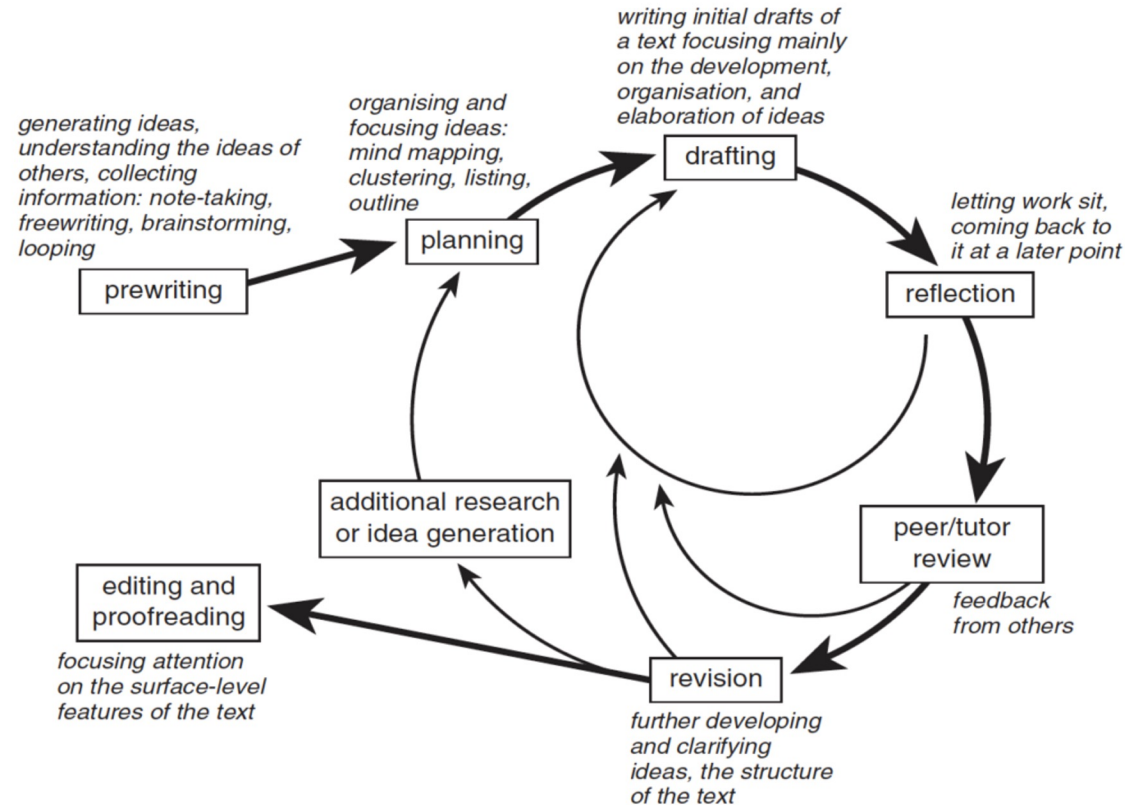 generating ideas,
understanding the ideas of
others, collecting
information: note-taking,
freewriting, brainstorming,
looping
prewriting
organising and
focusing ideas:
mind mapping,
clustering, listing,
outline
planning
writing initial drafts of
a text focusing mainly
on the development,
organisation, and
elaboration of ideas
drafting
letting work sit,
coming back to
it at a later point
reflection
peer/tutor
review
feedback
from others
revision
further developing
and clarifying
ideas, the structure
of the text
additional research
or idea generation
editing and
proofreading
focusing attention
on the surface-level
features of the text